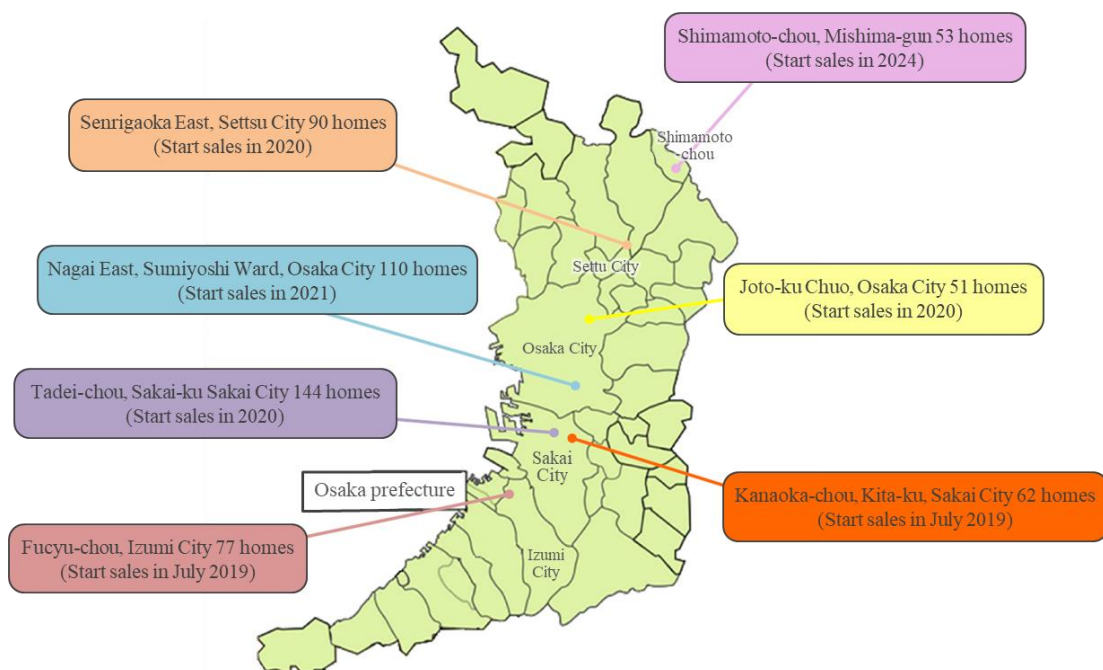 Shimamoto-chou, Mishima-gun 53 homes
(Start sales in 2024)
Senrigaoka East, Settsu City 90 homes
(Start sales in 2020)
Shimamoto
-chou
Settu City
Nagai East, Sumiyoshi Ward, Osaka City 110 homes
(Start sales in 2021)
Joto-ku Chuo, Osaka City 51 homes
(Start sales in 2020)
Osaka City
Tadei-chou, Sakai-ku Sakai City 144 homes
(Start sales in 2020)
Sakai
City
Osaka prefecture
Kanaoka-chou, Kita-ku, Sakai City 62 homes
(Start sales in July 2019)
Fucyu-chou, Izumi City 77 homes
(Start sales in July 2019)
Izumi
City